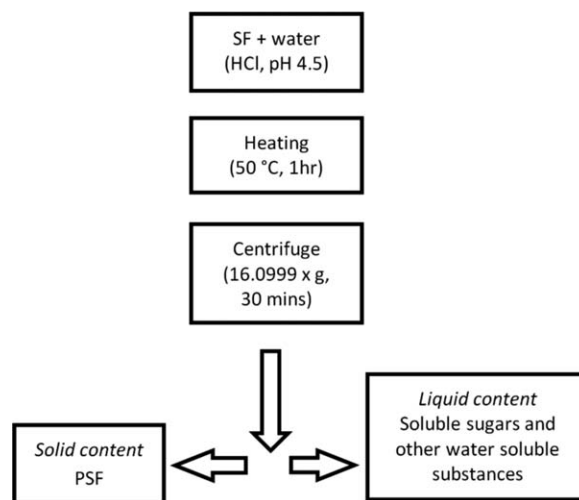 SF + water
(HCl, pH 4.5)
Heating
(50 °C, 1hr)
Centrifuge
(16.0999 x g,
30 mins)
Solid content
PSF
Liquid content
Soluble sugars and
other water soluble
substances